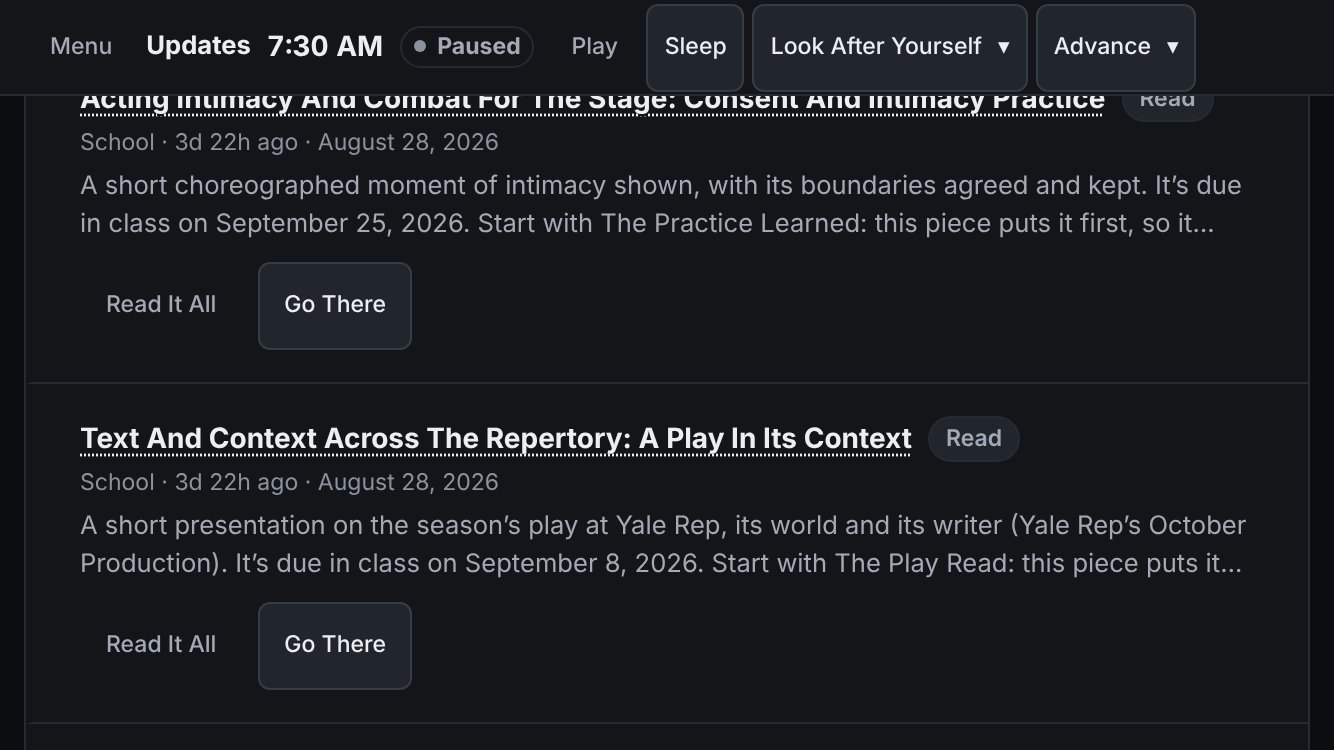 Menu Updates 7:30 AM Paused Play Sleep Look After Yourself ▼ Advance ▼
Acting Intimacy And Combat For The Stage: Consent And Intimacy Practice Read
School · 3d 22h ago · August 28, 2026
A short choreographed moment of intimacy shown, with its boundaries agreed and kept. It’s due
in class on September 25, 2026. Start with The Practice Learned: this piece puts it first, so it…
Read It All Go There
Text And Context Across The Repertory: A Play In Its Context Read
School · 3d 22h ago · August 28, 2026
A short presentation on the season’s play at Yale Rep, its world and its writer (Yale Rep’s October
Production). It’s due in class on September 8, 2026. Start with The Play Read: this piece puts it…
Read It All Go There